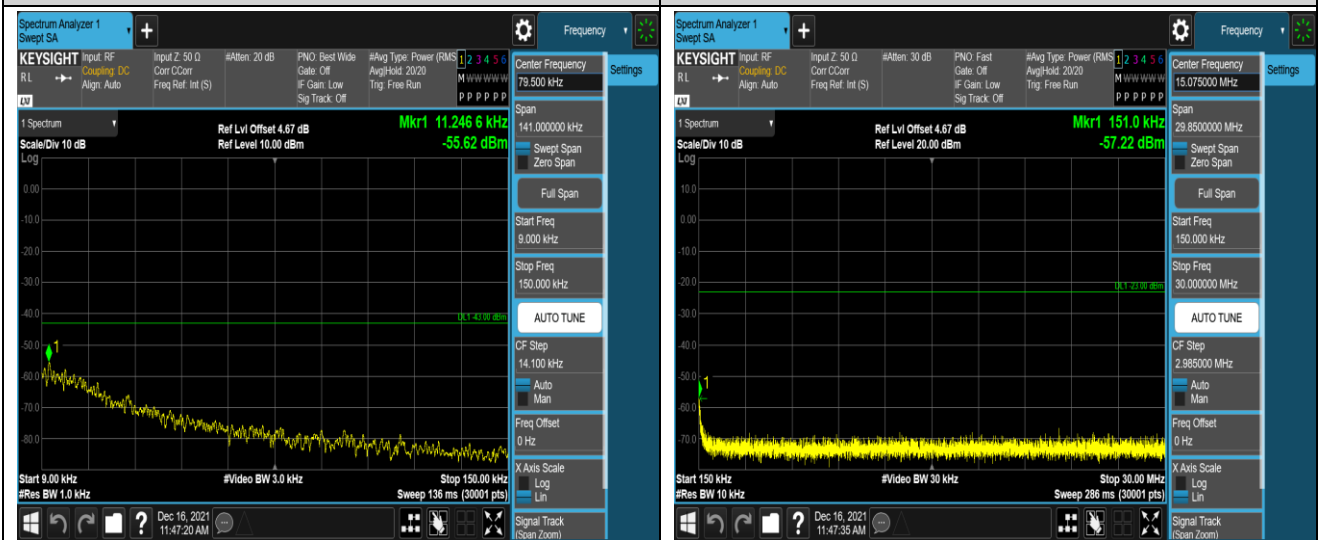 Spectrum Analyzer 1
Swept SA
Frequency
KEYSIGHT
Input: RF
Coupling: DC
Align: Auto
Input Z: 50 Ω
Corr CCorr
Freq Ref: Int (S)
#Atten: 20 dB
PNO: Best Wide
Gate: Off
IF Gain: Low
Sig Track: Off
#Avg Type: Power (RMS
Avg|Hold: 20/20
Trig: Free Run
1 2 3 4 5 6
M W W W W W
P P P P P P
RL
LXI
Center Frequency
79.500 kHz
Settings
1 Spectrum
Scale/Div 10 dB
Ref Lvl Offset 4.67 dB
Ref Level 10.00 dBm
Mkr1 11.246 6 kHz
-55.62 dBm
Span
141.000000 kHz
Swept Span
Zero Span
Full Span
Start Freq
9.000 kHz
Stop Freq
150.000 kHz
AUTO TUNE
CF Step
14.100 kHz
Auto
Man
Freq Offset
0 Hz
X Axis Scale
Log
Lin
Signal Track
(Span Zoom)
Log
0.00
-10.0
-20.0
-30.0
-40.0
-50.0
-60.0
-70.0
-80.0
DL1 -43.00 dBm
1
Start 9.00 kHz
#Res BW 1.0 kHz
#Video BW 3.0 kHz
Stop 150.00 kHz
Sweep 136 ms (30001 pts)
?
Dec 16, 2021
11:47:20 AM
Spectrum Analyzer 1
Swept SA
Frequency
KEYSIGHT
Input: RF
Coupling: DC
Align: Auto
Input Z: 50 Ω
Corr CCorr
Freq Ref: Int (S)
#Atten: 30 dB
PNO: Fast
Gate: Off
IF Gain: Low
Sig Track: Off
#Avg Type: Power (RMS
Avg|Hold: 20/20
Trig: Free Run
1 2 3 4 5 6
M W W W W W
P P P P P P
RL
LXI
Center Frequency
15.075000 MHz
Settings
1 Spectrum
Scale/Div 10 dB
Ref Lvl Offset 4.67 dB
Ref Level 20.00 dBm
Mkr1 151.0 kHz
-57.22 dBm
Span
29.8500000 MHz
Swept Span
Zero Span
Full Span
Start Freq
150.000 kHz
Stop Freq
30.000000 MHz
AUTO TUNE
CF Step
2.985000 MHz
Auto
Man
Freq Offset
0 Hz
X Axis Scale
Log
Lin
Signal Track
(Span Zoom)
Log
10.0
0.00
-10.0
-20.0
-30.0
-40.0
-50.0
-60.0
-70.0
DL1 -23.00 dBm
1
Start 150 kHz
#Res BW 10 kHz
#Video BW 30 kHz
Stop 30.00 MHz
Sweep 286 ms (30001 pts)
?
Dec 16, 2021
11:47:35 AM